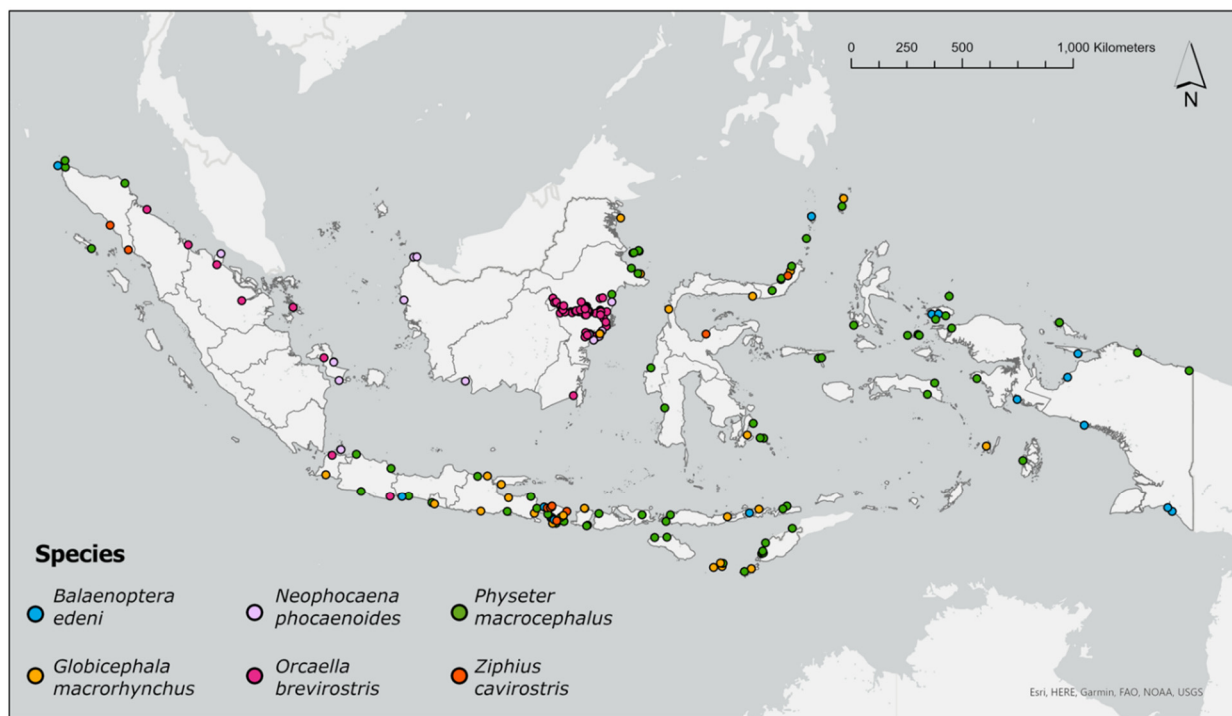 0 250 500 1,000 Kilometers
N
Species
Balaenoptera
edeni
Neophocaena
phocaenoides
Physeter
macrocephalus
Globicephala
macrorhynchus
Orcaella
brevirostris
Ziphius
cavirostris
Esri, HERE, Garmin, FAO, NOAA, USGS